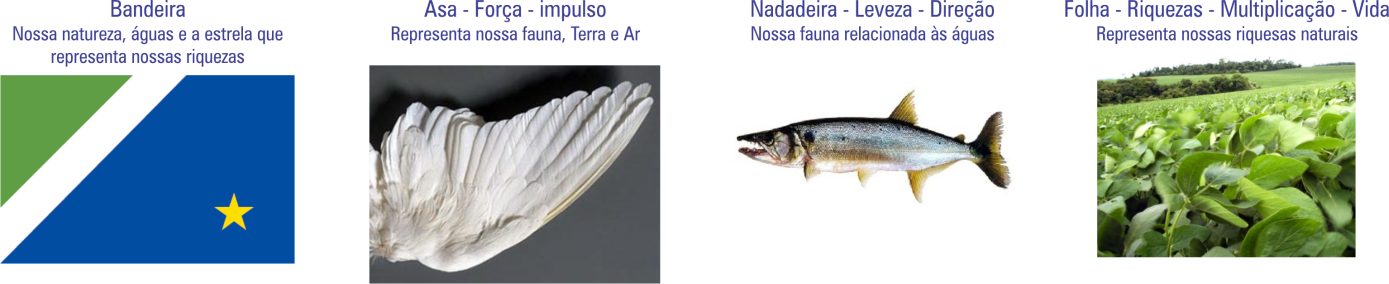 Bandeira
Nossa natureza, águas e a estrela que
representa nossas riquezas
Asa - Força - impulso
Representa nossa fauna, Terra e Ar
Nadadeira - Leveza - Direção
Nossa fauna relacionada às águas
Folha - Riquezas - Multiplicação - Vida
Representa nossas riquesas naturais